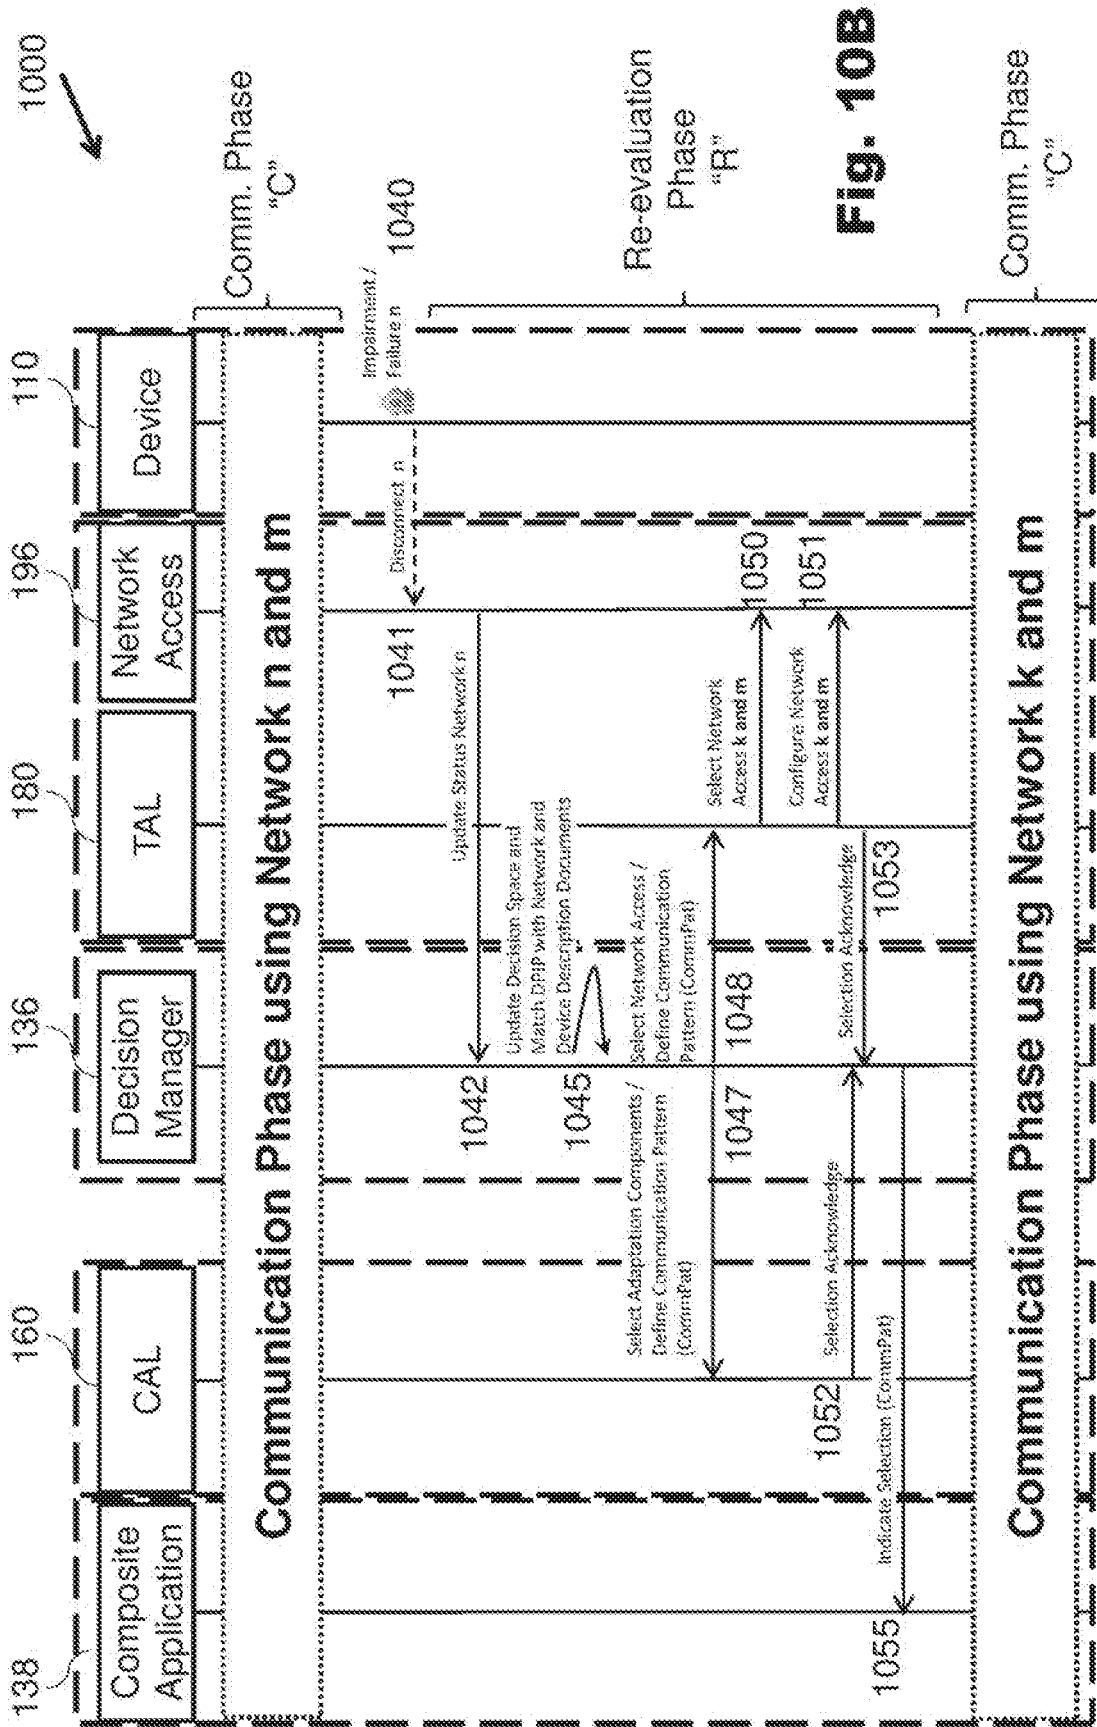 1000
138
160
136
180
196
110
Composite
Application
CAL
Decision
Manager
TAL
Network
Access
Device
Comm. Phase
“C”
Communication Phase using Network n and m
Impairment /
Failure n
1040
Disconnect n
1041
Update Status Network n
1042
Update Decision Space and
Match DPIP with Network and
Device Description Documents
1045
Re-evaluation
Phase
“R”
Select Adaptation Components /
Define Communication Pattern
(CommPat)
1047
Select Network Access /
Define Communication
Pattern (CommPat)
1048
Select Network
Access k and m
1050
Configure Network
Access k and m
1051
Selection Acknowledge
1052
Selection Acknowledge
1053
Indicate Selection (CommPat)
1055
Fig. 10B
Communication Phase using Network k and m
Comm. Phase
“C”